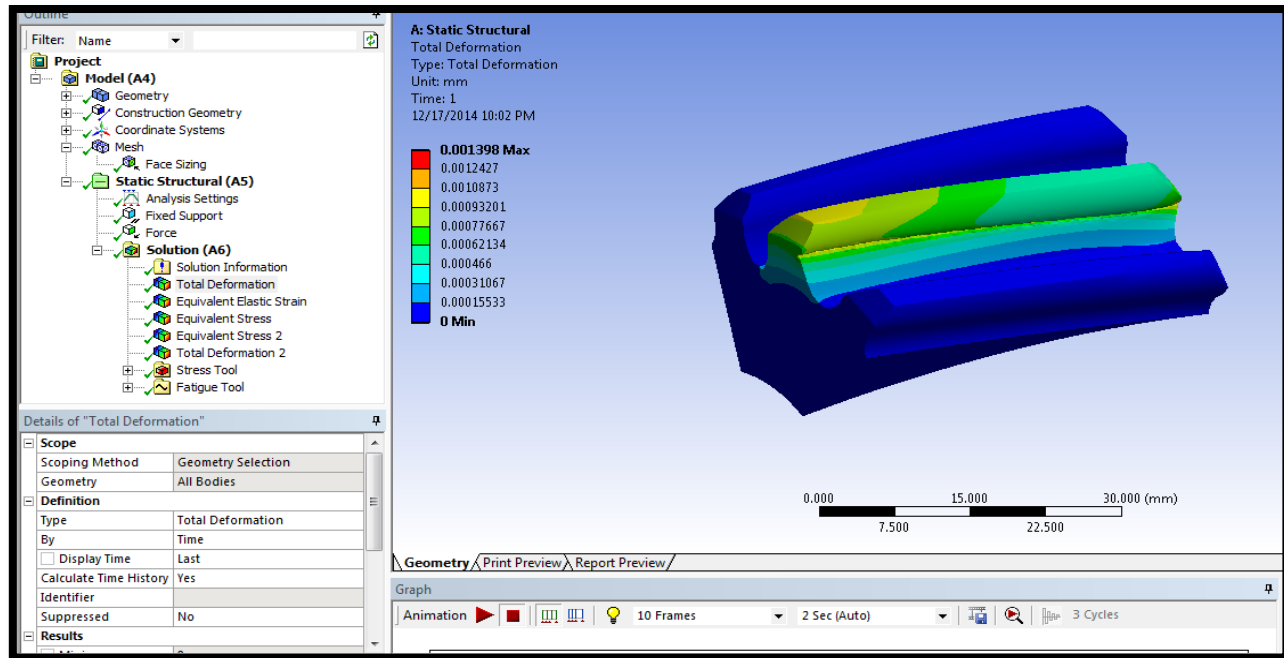 Outline
Filter: Name
Project
Model (A4)
Geometry
Construction Geometry
Coordinate Systems
Mesh
Face Sizing
Static Structural (A5)
Analysis Settings
Fixed Support
Force
Solution (A6)
Solution Information
Total Deformation
Equivalent Elastic Strain
Equivalent Stress
Equivalent Stress 2
Total Deformation 2
Stress Tool
Fatigue Tool
Details of "Total Deformation"
Scope
Scoping Method Geometry Selection
Geometry All Bodies
Definition
Type Total Deformation
By Time
Display Time Last
Calculate Time History Yes
Identifier
Suppressed No
Results
A: Static Structural
Total Deformation
Type: Total Deformation
Unit: mm
Time: 1
12/17/2014 10:02 PM
0.001398 Max
0.0012427
0.0010873
0.00093201
0.00077667
0.00062134
0.000466
0.00031067
0.00015533
0 Min
0.000 15.000 30.000 (mm)
7.500 22.500
Geometry Print Preview Report Preview
Graph
Animation 10 Frames 2 Sec (Auto) 3 Cycles